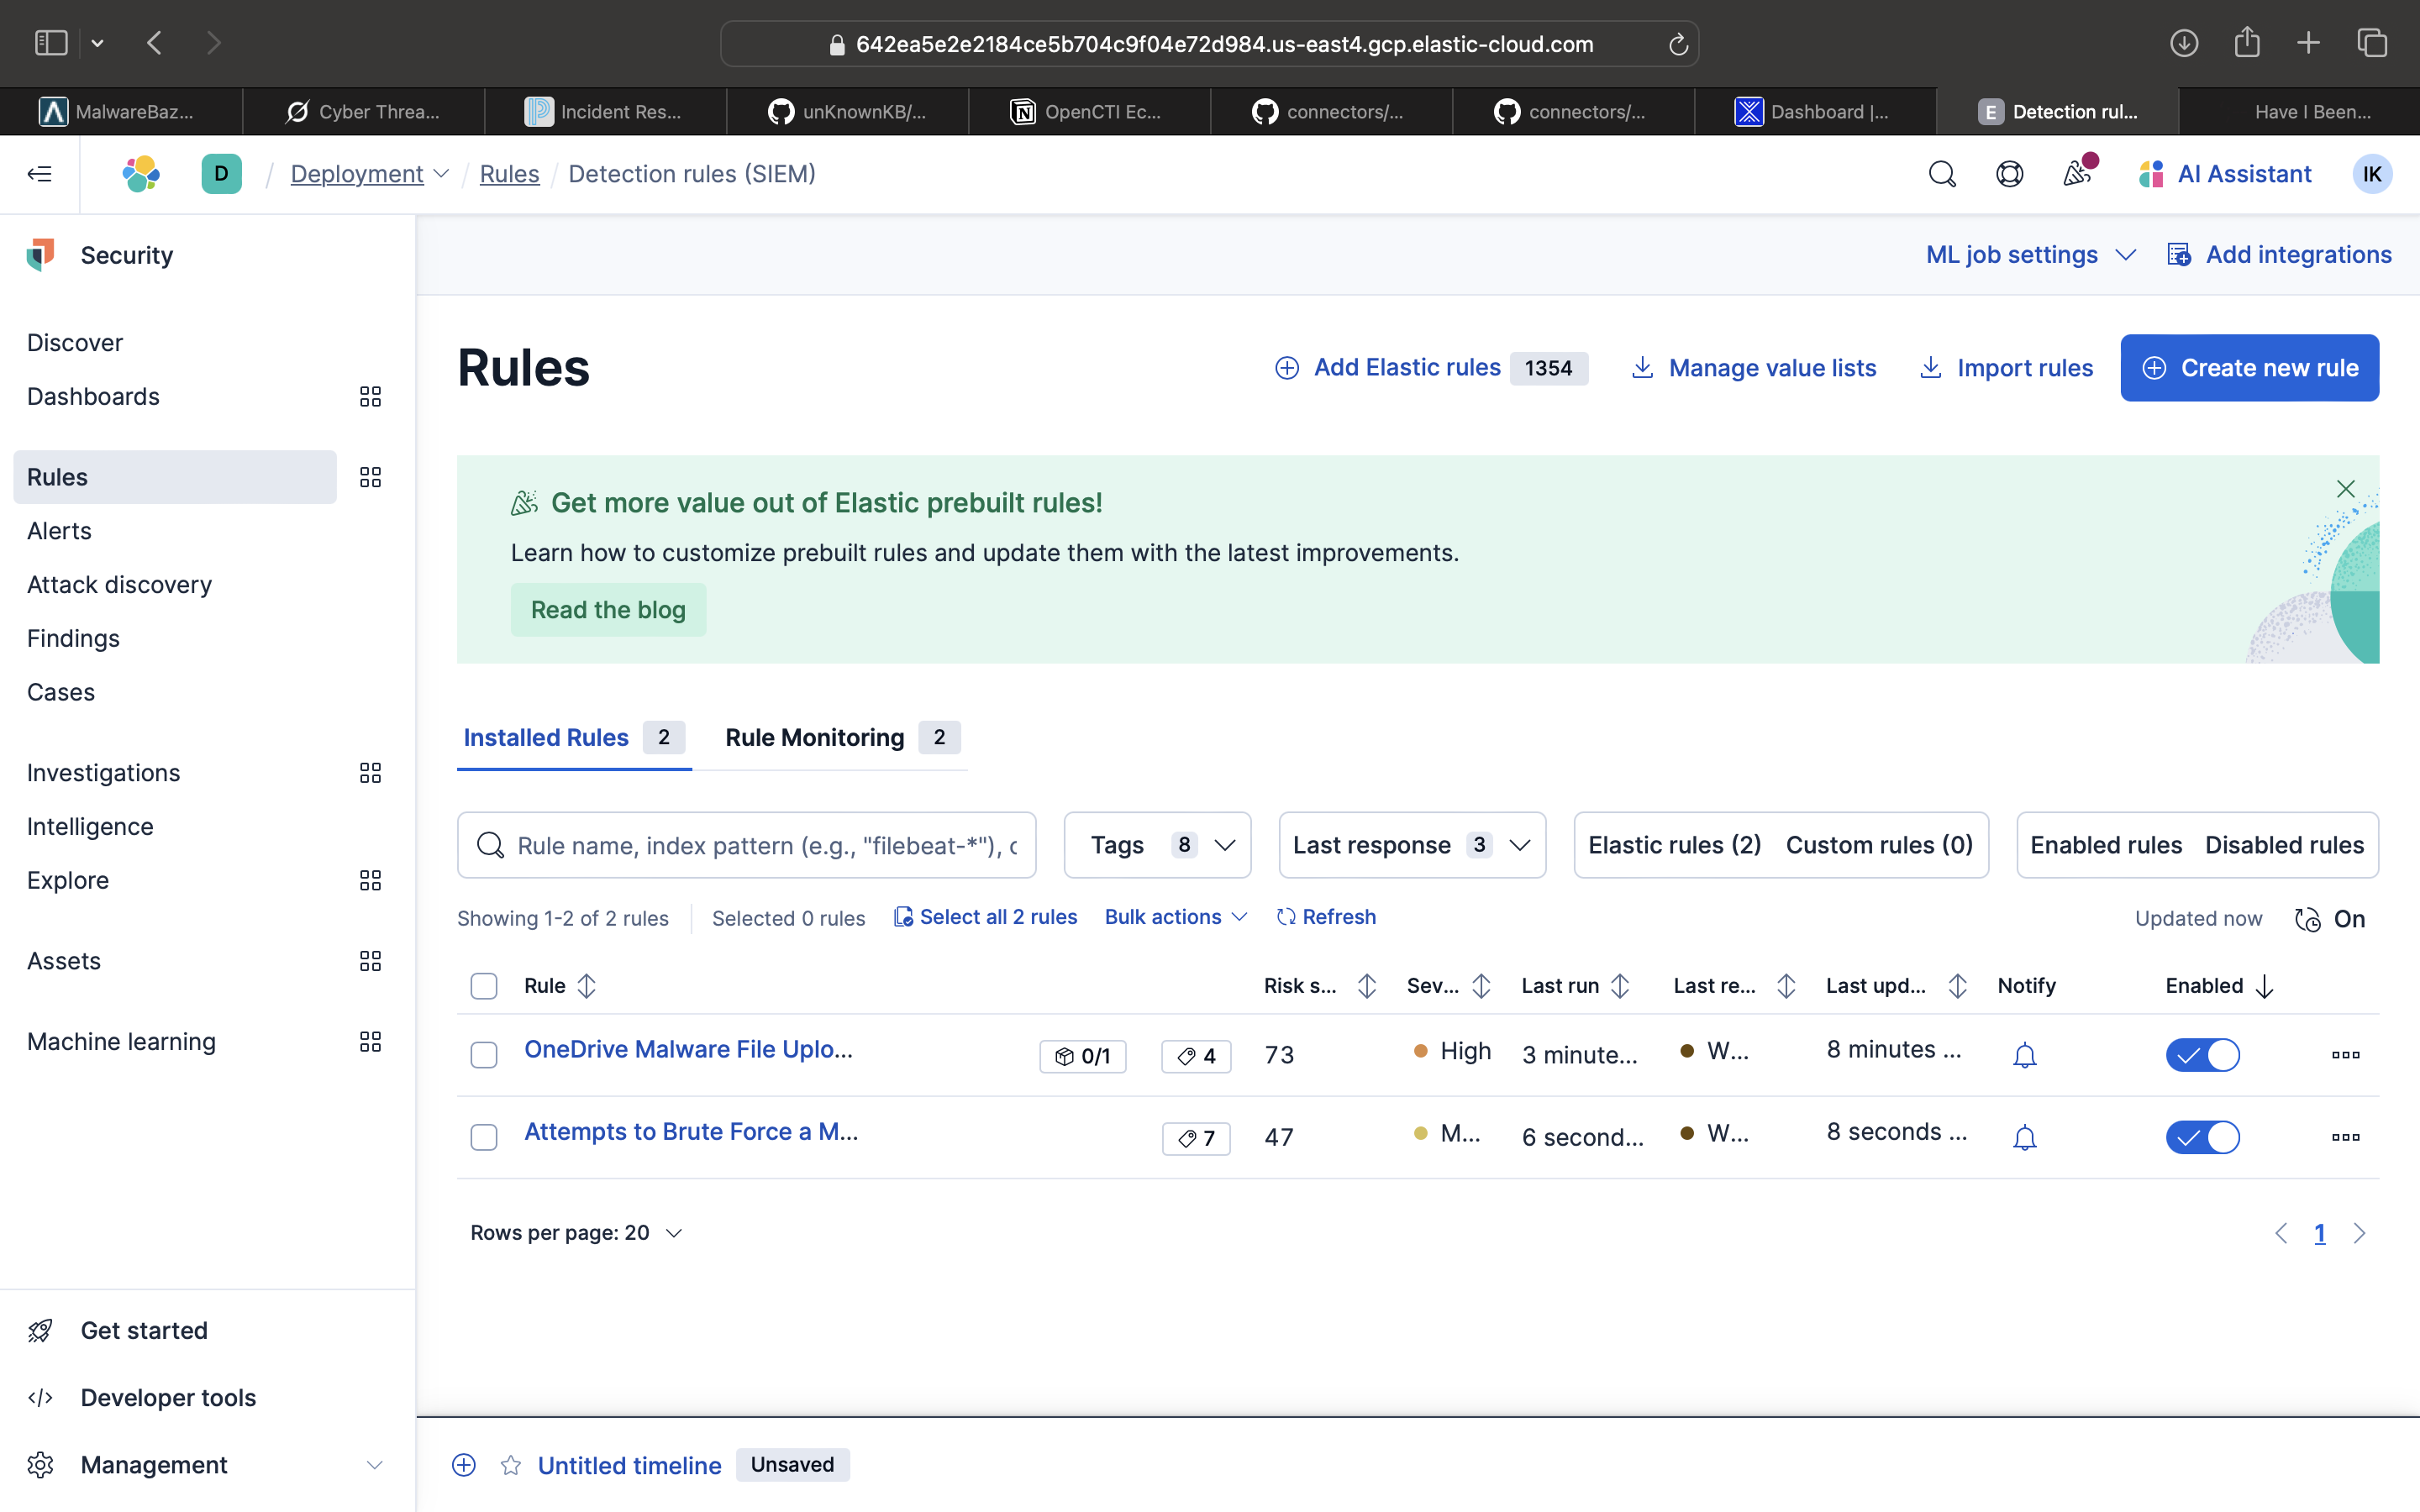 642ea5e2e2184ce5b704c9f04e72d984.us-east4.gcp.elastic-cloud.com
MalwareBaz...
Cyber Threa...
Incident Res...
unKnownKB/...
OpenCTI Ec...
connectors/...
connectors/...
Dashboard |...
E Detection rul...
Have I Been...
D / Deployment / Rules / Detection rules (SIEM)
AI Assistant
IK
Security
ML job settings
Add integrations
Discover
Dashboards
Rules
Alerts
Attack discovery
Findings
Cases
Investigations
Intelligence
Explore
Assets
Machine learning
Get started
Developer tools
Management
Rules
Add Elastic rules 1354
Manage value lists
Import rules
Create new rule
Get more value out of Elastic prebuilt rules!
Learn how to customize prebuilt rules and update them with the latest improvements.
Read the blog
Installed Rules 2
Rule Monitoring 2
Rule name, index pattern (e.g., "filebeat-*"), c
Tags 8
Last response 3
Elastic rules (2) Custom rules (0)
Enabled rules Disabled rules
Showing 1-2 of 2 rules
Selected 0 rules
Select all 2 rules
Bulk actions
Refresh
Updated now
On
Rule Risk s... Sev... Last run Last re... Last upd... Notify Enabled
OneDrive Malware File Uplo... 0/1 4 73 High 3 minute... W... 8 minutes ...
Attempts to Brute Force a M... 7 47 M... 6 second... W... 8 seconds ...
Rows per page: 20
1
Untitled timeline Unsaved